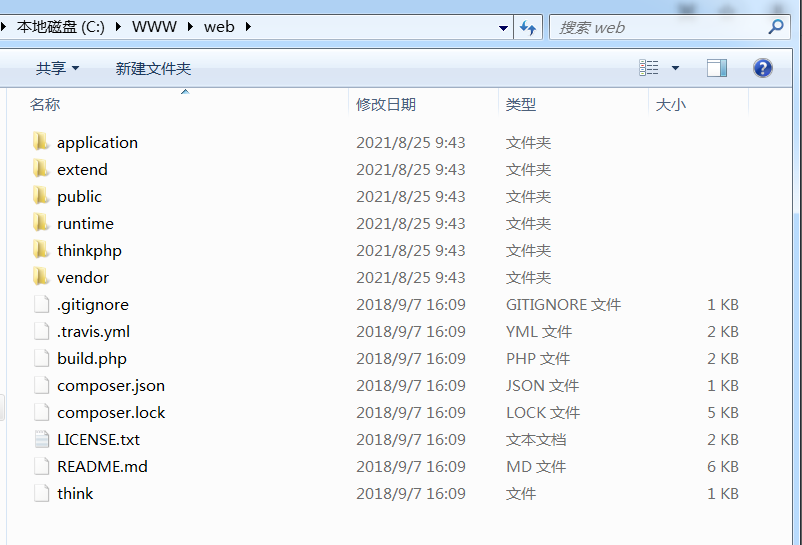 本地磁盘 (C:) WWW web 搜索 web
共享 新建文件夹
名称 修改日期 类型 大小
application 2021/8/25 9:43 文件夹
extend 2021/8/25 9:43 文件夹
public 2021/8/25 9:43 文件夹
runtime 2021/8/25 9:43 文件夹
thinkphp 2021/8/25 9:43 文件夹
vendor 2021/8/25 9:43 文件夹
.gitignore 2018/9/7 16:09 GITIGNORE 文件 1 KB
.travis.yml 2018/9/7 16:09 YML 文件 2 KB
build.php 2018/9/7 16:09 PHP 文件 2 KB
composer.json 2018/9/7 16:09 JSON 文件 1 KB
composer.lock 2018/9/7 16:09 LOCK 文件 5 KB
LICENSE.txt 2018/9/7 16:09 文本文档 2 KB
README.md 2018/9/7 16:09 MD 文件 6 KB
think 2018/9/7 16:09 文件 1 KB